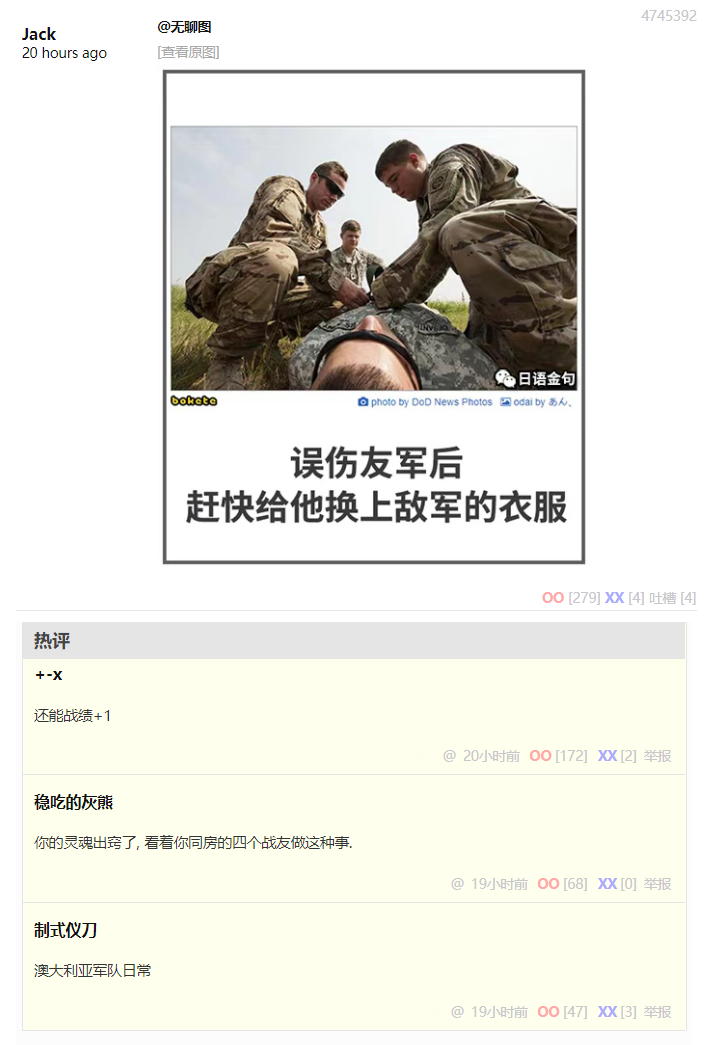 4745392
Jack
20 hours ago
@无聊图
[查看原图]
日语金句
bokete
photo by DoD News Photos odai by あん、
误伤友军后
赶快给他换上敌军的衣服
OO [279] XX [4] 吐槽 [4]
热评
+-x
还能战绩+1
@ 20小时前 OO [172] XX [2] 举报
稳吃的灰熊
你的灵魂出窍了, 看着你同房的四个战友做这种事.
@ 19小时前 OO [68] XX [0] 举报
制式仪刀
澳大利亚军队日常
@ 19小时前 OO [47] XX [3] 举报